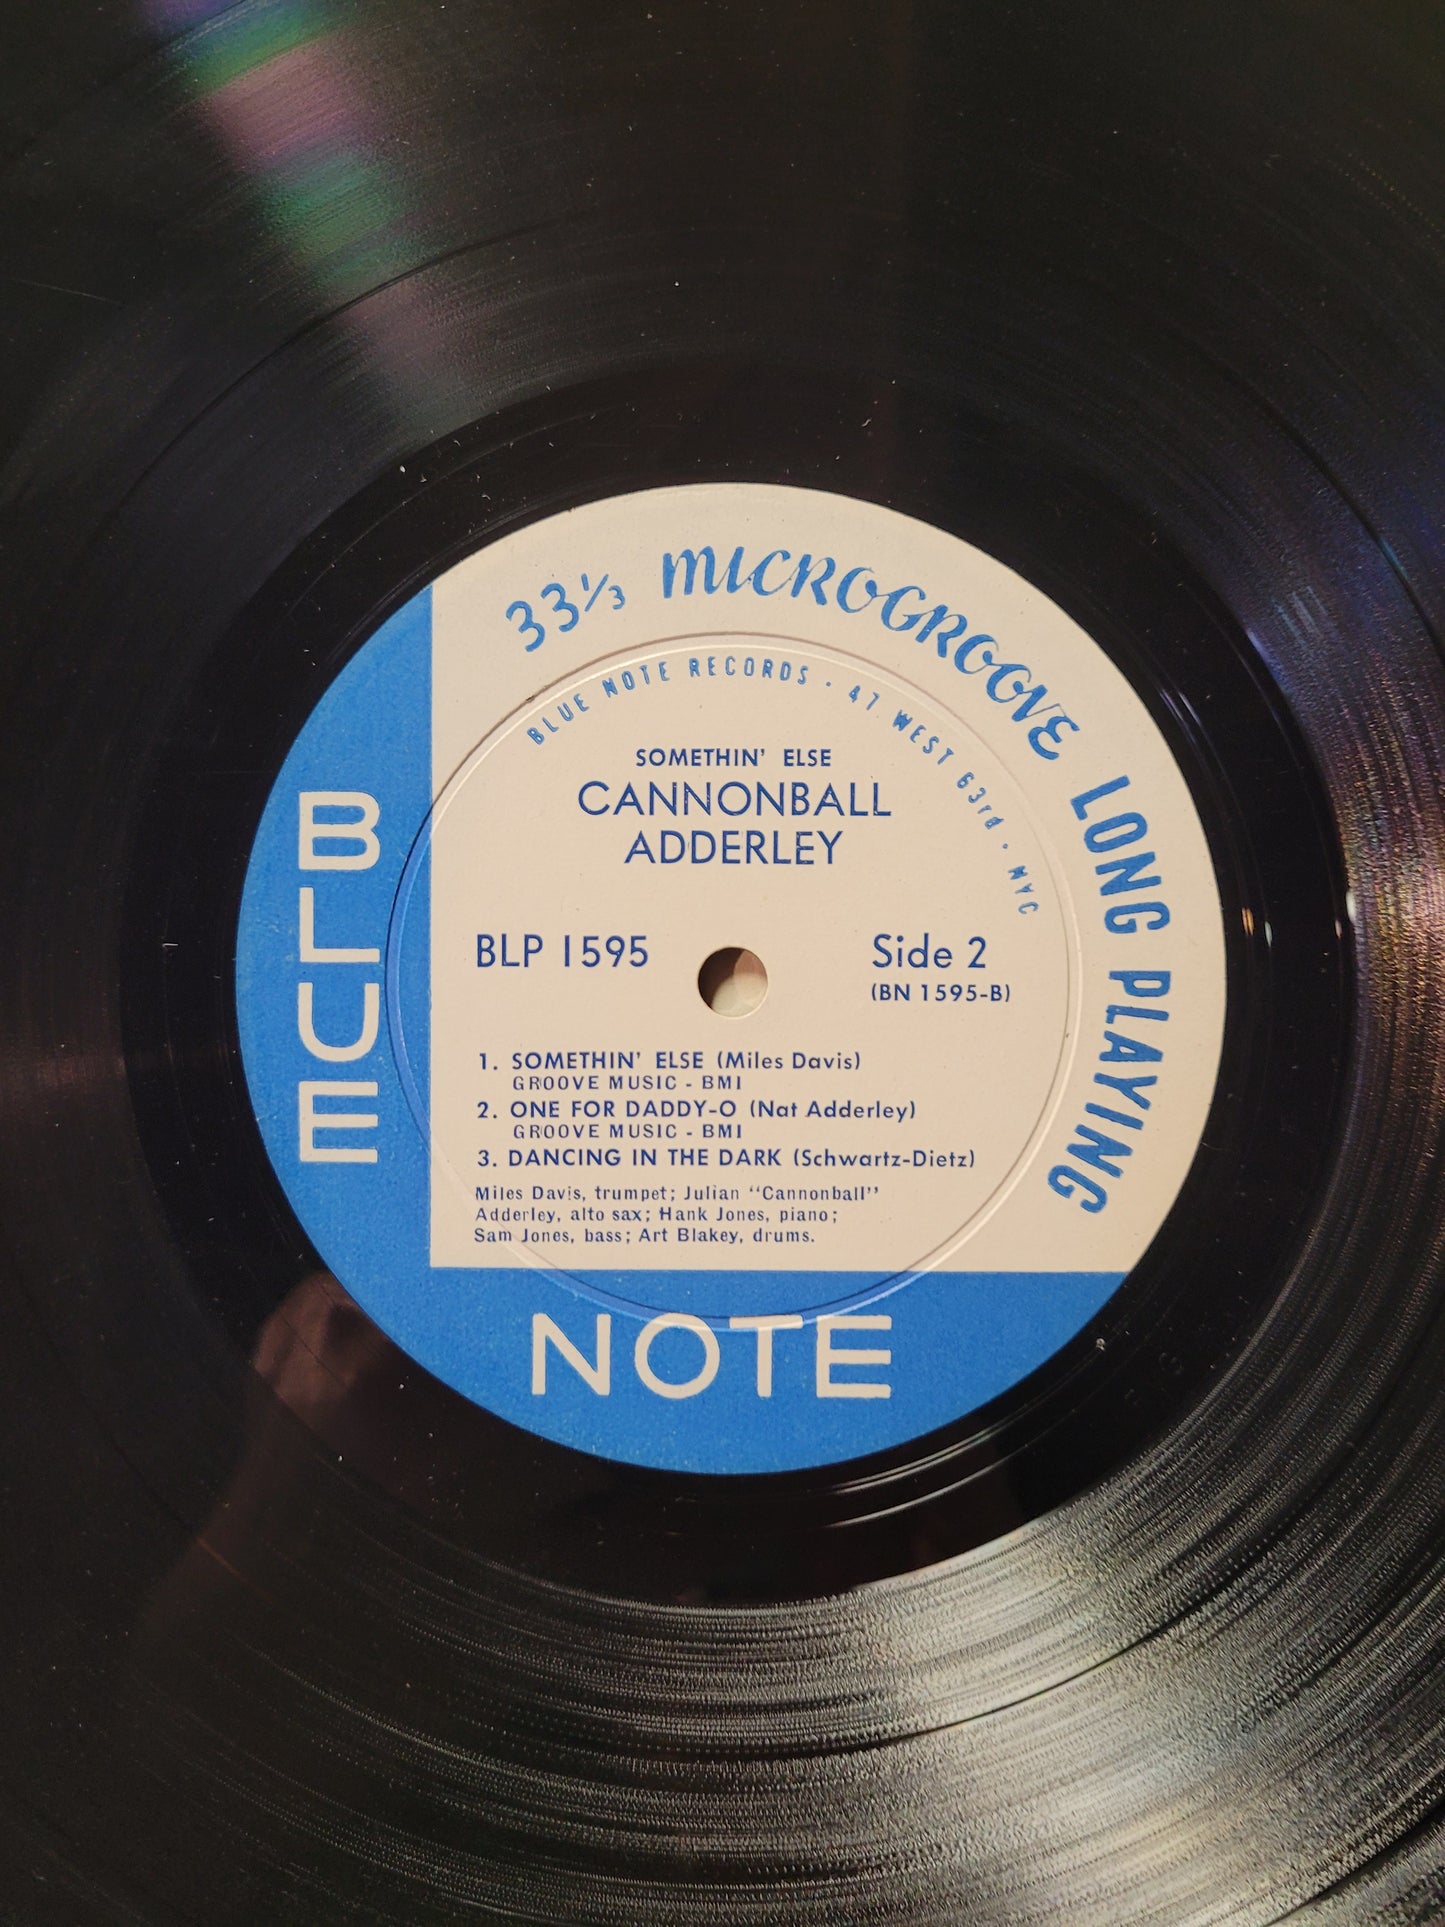 33⅓ MICROGROOVE LONG PLAYING
BLUE NOTE RECORDS · 47 WEST 63rd · NYC
SOMETHIN' ELSE
CANNONBALL
ADDERLEY
BLP 1595
Side 2
(BN 1595-B)
1. SOMETHIN' ELSE (Miles Davis)
GROOVE MUSIC - BMI
2. ONE FOR DADDY-O (Nat Adderley)
GROOVE MUSIC - BMI
3. DANCING IN THE DARK (Schwartz-Dietz)
Miles Davis, trumpet; Julian "Cannonball"
Adderley, alto sax; Hank Jones, piano;
Sam Jones, bass; Art Blakey, drums.
BLUE
NOTE